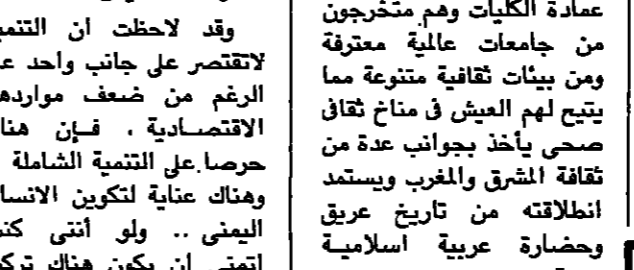 عمادة الكليات وهم متخرجون
من جامعات عالمية معترفة
ومن بيئات ثقافية متنوعة مما
يتيح لهم العيش فى مناخ ثقافى
صحى يأخذ بجوانب عدة من
ثقافة المشرق والمغرب ويستمد
انطلاقته من تاريخ عريق
وحضارة عربية اسلامية
وقد لاحظت ان
لاتقتصر على جانب واحد
الرغم من ضعف
الاقتصادية ، فإن
حرصا على التنمية الشاملة
وهناك عناية لتكوين
اليمنى .. ولو أننى
اتمنى ان يكون هناك